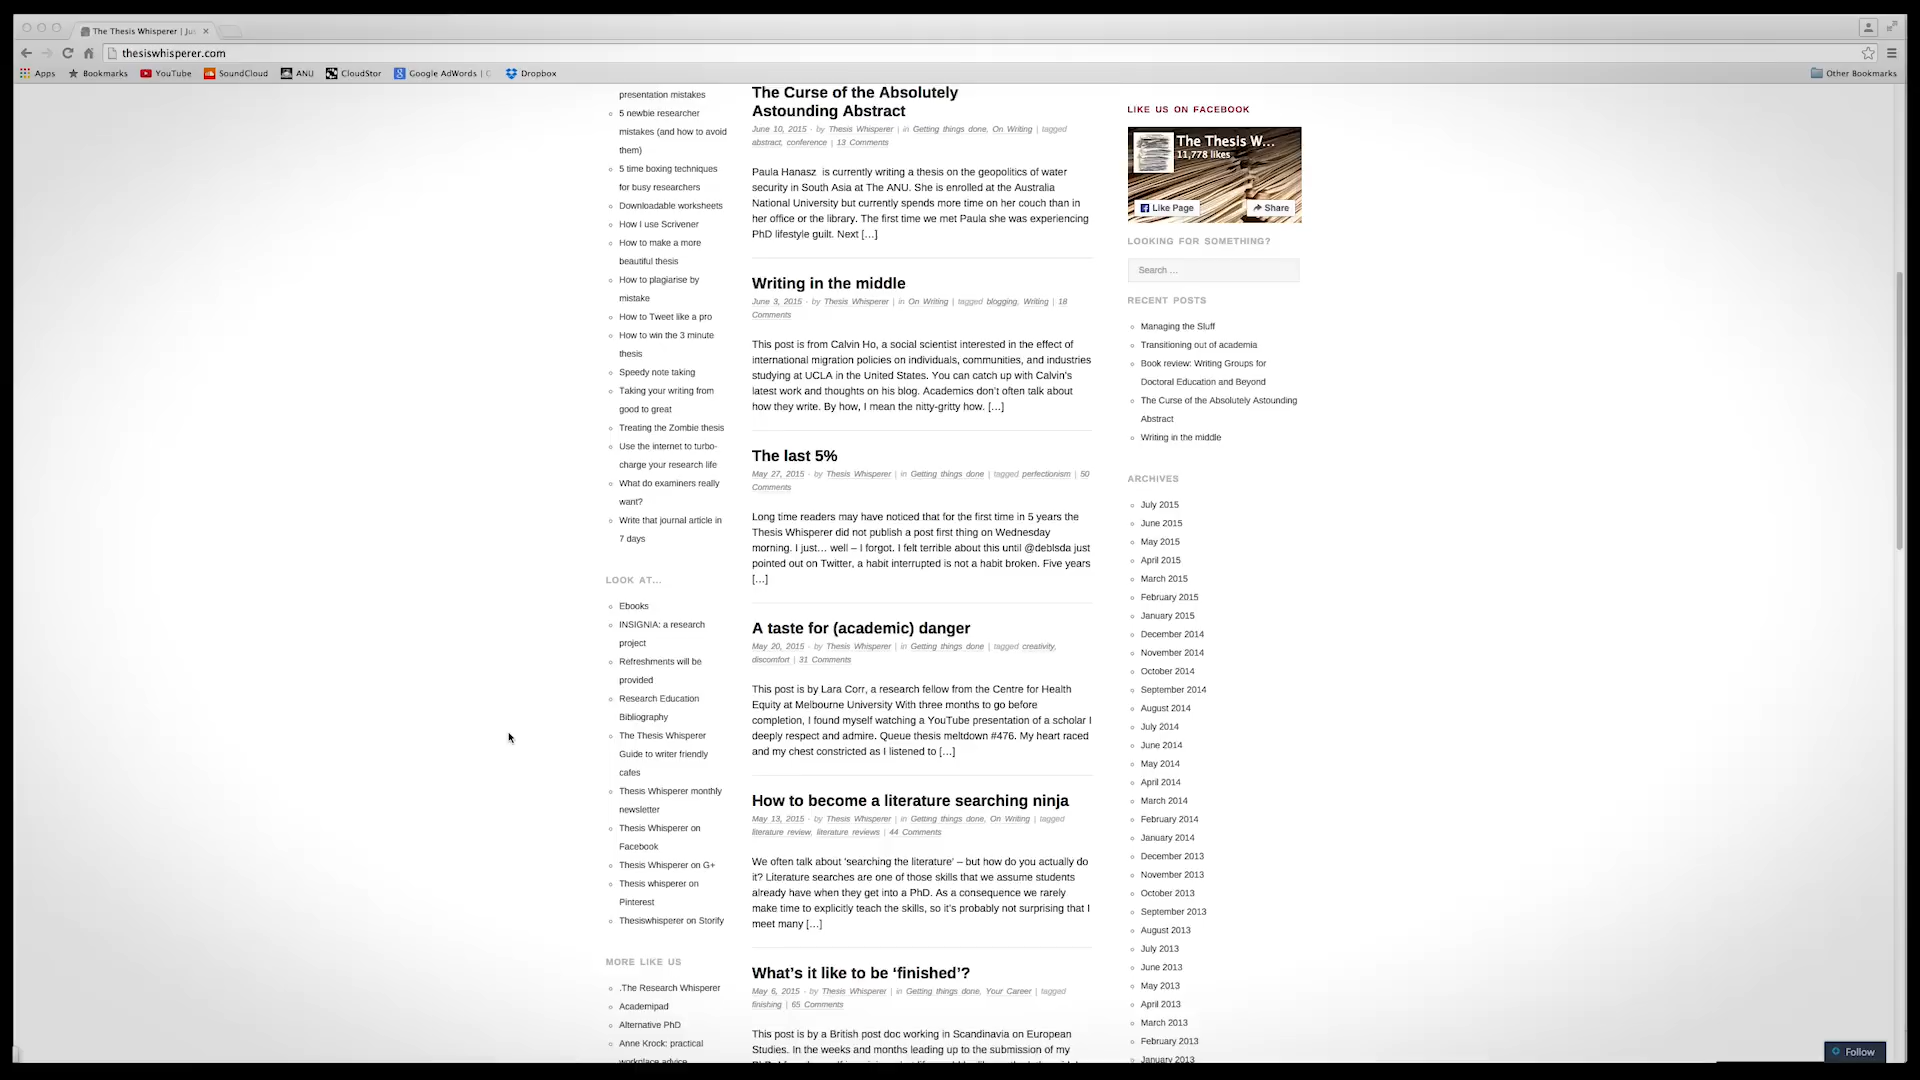 The Thesis Whisperer | Ju
thesiswhisperer.com
Apps
Bookmarks
YouTube
SoundCloud
ANU
CloudStor
Google AdWords |
Dropbox
Other Bookmarks
presentation mistakes
5 newbie researcher
mistakes (and how to avoid
them)
5 time boxing techniques
for busy researchers
Downloadable worksheets
How I use Scrivener
How to make a more
beautiful thesis
How to plagiarise by
mistake
How to Tweet like a pro
How to win the 3 minute
thesis
Speedy note taking
Taking your writing from
good to great
Treating the Zombie thesis
Use the internet to turbo-
charge your research life
What do examiners really
want?
Write that journal article in
7 days
LOOK AT...
Ebooks
INSIGNIA: a research
project
Refreshments will be
provided
Research Education
Bibliography
The Thesis Whisperer
Guide to writer friendly
cafes
Thesis Whisperer monthly
newsletter
Thesis Whisperer on
Facebook
Thesis Whisperer on G+
Thesis whisperer on
Pinterest
Thesiswhisperer on Storify
MORE LIKE US
.The Research Whisperer
Academipad
Alternative PhD
Anne Krock: practical
workplace advice
The Curse of the Absolutely
Astounding Abstract
June 10, 2015 · by Thesis Whisperer | in Getting things done, On Writing | tagged
abstract, conference | 13 Comments
Paula Hanasz is currently writing a thesis on the geopolitics of water
security in South Asia at The ANU. She is enrolled at the Australia
National University but currently spends more time on her couch than in
her office or the library. The first time we met Paula she was experiencing
PhD lifestyle guilt. Next […]
Writing in the middle
June 3, 2015 · by Thesis Whisperer | in On Writing | tagged blogging, Writing | 18
Comments
This post is from Calvin Ho, a social scientist interested in the effect of
international migration policies on individuals, communities, and industries
studying at UCLA in the United States. You can catch up with Calvin's
latest work and thoughts on his blog. Academics don't often talk about
how they write. By how, I mean the nitty-gritty how. […]
The last 5%
May 27, 2015 · by Thesis Whisperer | in Getting things done | tagged perfectionism | 50
Comments
Long time readers may have noticed that for the first time in 5 years the
Thesis Whisperer did not publish a post first thing on Wednesday
morning. I just… well – I forgot. I felt terrible about this until @deblsda just
pointed out on Twitter, a habit interrupted is not a habit broken. Five years
[…]
A taste for (academic) danger
May 20, 2015 · by Thesis Whisperer | in Getting things done | tagged creativity,
discomfort | 31 Comments
This post is by Lara Corr, a research fellow from the Centre for Health
Equity at Melbourne University With three months to go before
completion, I found myself watching a YouTube presentation of a scholar I
deeply respect and admire. Queue thesis meltdown #476. My heart raced
and my chest constricted as I listened to […]
How to become a literature searching ninja
May 13, 2015 · by Thesis Whisperer | in Getting things done, On Writing | tagged
literature review, literature reviews | 44 Comments
We often talk about 'searching the literature' – but how do you actually do
it? Literature searches are one of those skills that we assume students
already have when they get into a PhD. As a consequence we rarely
make time to explicitly teach the skills, so it's probably not surprising that I
meet many […]
What's it like to be 'finished'?
May 6, 2015 · by Thesis Whisperer | in Getting things done, Your Career | tagged
finishing | 65 Comments
This post is by a British post doc working in Scandinavia on European
Studies. In the weeks and months leading up to the submission of my
LIKE US ON FACEBOOK
The Thesis W...
11,778 likes
Like Page
Share
LOOKING FOR SOMETHING?
Search …
RECENT POSTS
Managing the Sluff
Transitioning out of academia
Book review: Writing Groups for
Doctoral Education and Beyond
The Curse of the Absolutely Astounding
Abstract
Writing in the middle
ARCHIVES
July 2015
June 2015
May 2015
April 2015
March 2015
February 2015
January 2015
December 2014
November 2014
October 2014
September 2014
August 2014
July 2014
June 2014
May 2014
April 2014
March 2014
February 2014
January 2014
December 2013
November 2013
October 2013
September 2013
August 2013
July 2013
June 2013
May 2013
April 2013
March 2013
February 2013
January 2013
Follow